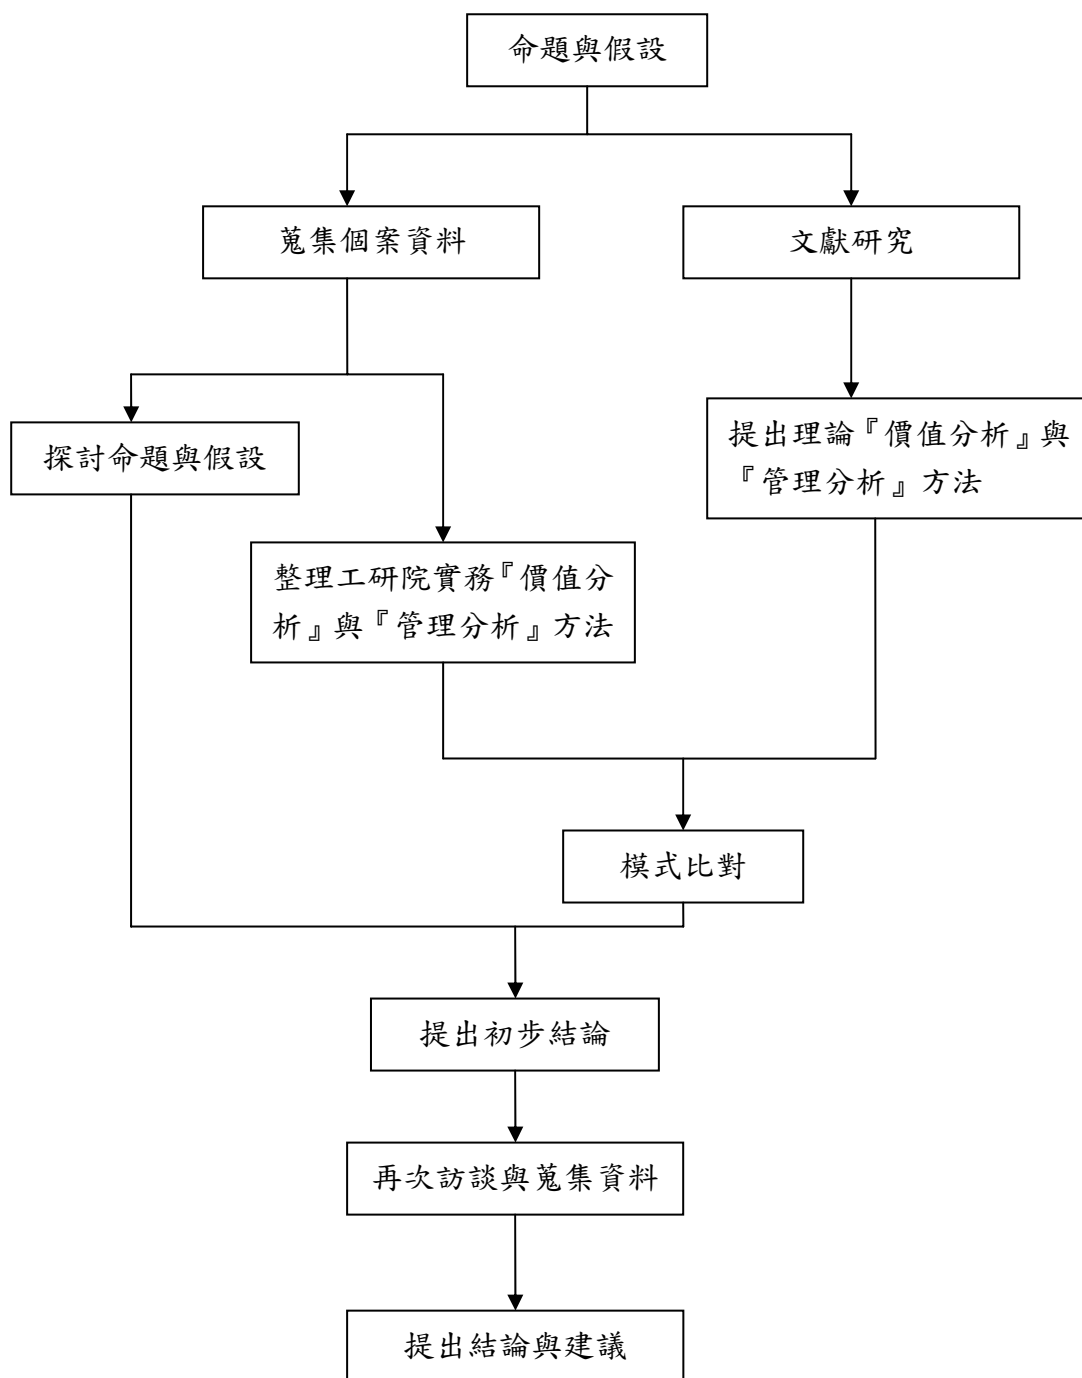 命題與假設
蒐集個案資料
文獻研究
探討命題與假設
提出理論『價值分析』與
『管理分析』方法
整理工研院實務『價值分
析』與『管理分析』方法
模式比對
提出初步結論
再次訪談與蒐集資料
提出結論與建議